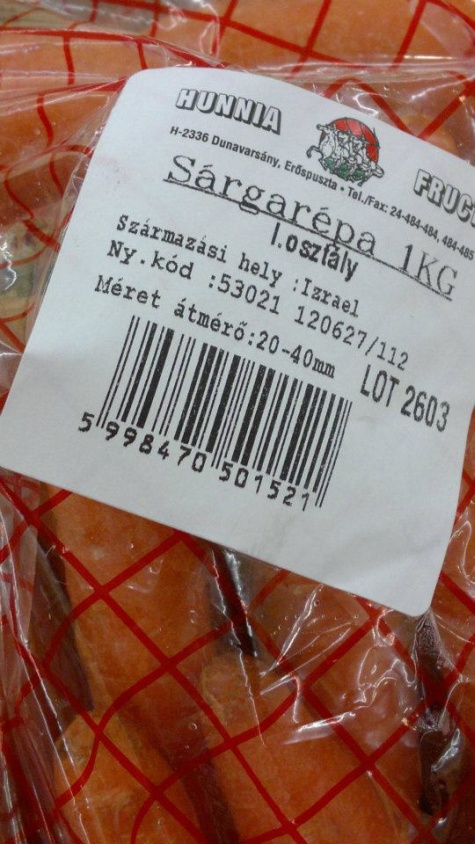 HUNNIA FRUC
H-2336 Dunavarsány, Erőspuszta • Tel./Fax: 24-484-484, 484-485
Sárgarépa 1KG
I.osztály
Származási hely :Izrael
Ny.kód :53021 120627/112
Méret átmérő:20-40mm LOT 2603
5 998470 501521